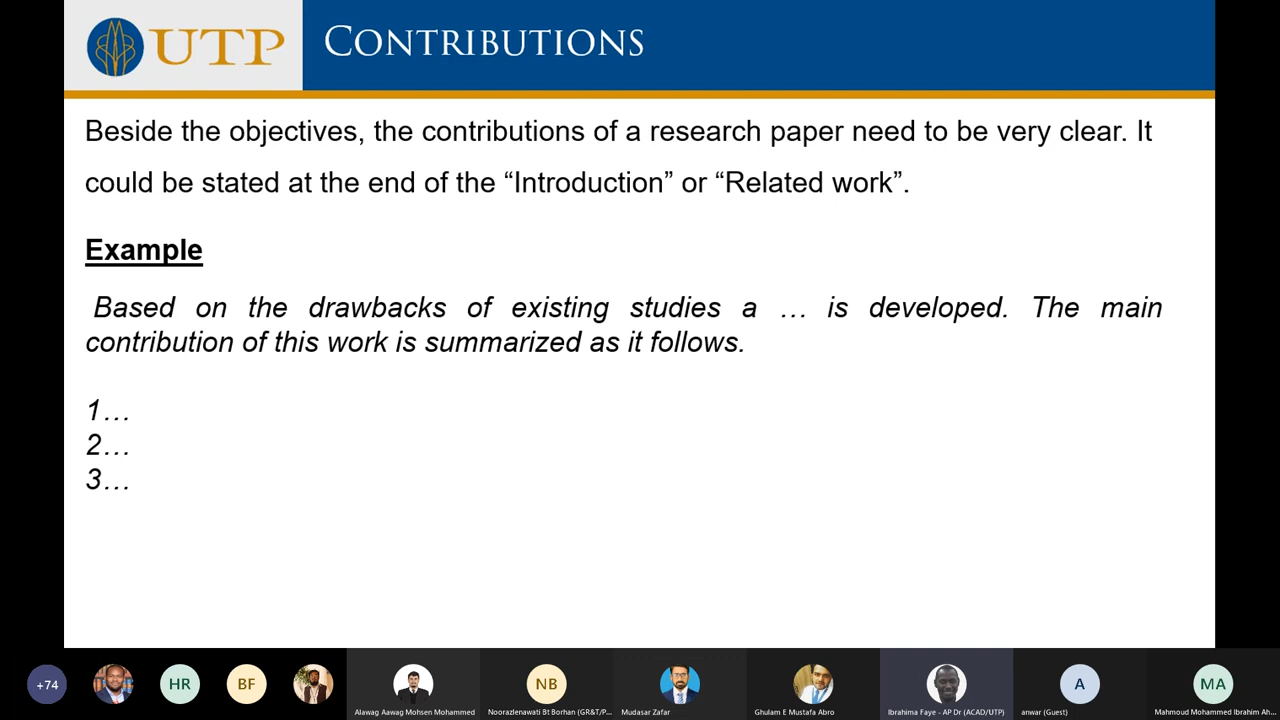 UTP
CONTRIBUTIONS
Beside the objectives, the contributions of a research paper need to be very clear. It
could be stated at the end of the “Introduction” or “Related work”.
Example
Based on the drawbacks of existing studies a … is developed. The main
contribution of this work is summarized as it follows.
1…
2…
3…
+74
HR
BF
NB
A
MA
Alawag Aawag Mohsen Mohammed
Noorazlenawati Bt Borhan (GR&T/P...
Mudasar Zafar
Ghulam E Mustafa Abro
Ibrahima Faye - AP Dr (ACAD/UTP)
anwar (Guest)
Mahmoud Mohammed Ibrahim Ah...